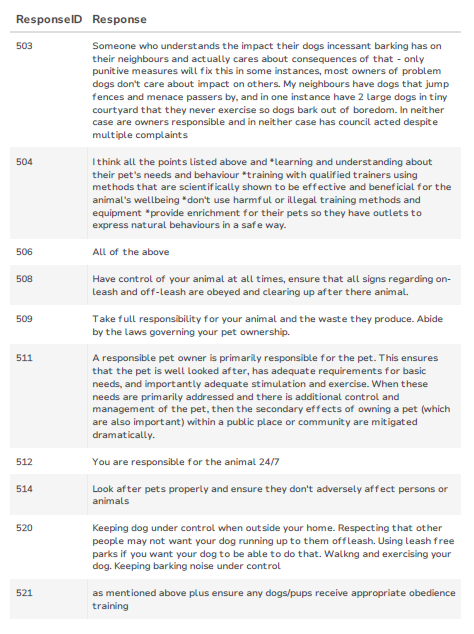 ResponseID Response
503 Someone who understands the impact their dogs incessant barking has on
their neighbours and actually cares about consequences of that - only
punitive measures will fix this in some instances, most owners of problem
dogs don't care about impact on others. My neighbours have dogs that jump
fences and menace passers by, and in one instance have 2 large dogs in tiny
courtyard that they never exercise so dogs bark out of boredom. In neither
case are owners responsible and in neither case has council acted despite
multiple complaints
504 I think all the points listed above and *learning and understanding about
their pet's needs and behaviour *training with qualified trainers using
methods that are scientifically shown to be effective and beneficial for the
animal's wellbeing *don't use harmful or illegal training methods and
equipment *provide enrichment for their pets so they have outlets to
express natural behaviours in a safe way.
506 All of the above
508 Have control of your animal at all times, ensure that all signs regarding on-
leash and off-leash are obeyed and clearing up after there animal.
509 Take full responsibility for your animal and the waste they produce. Abide
by the laws governing your pet ownership.
511 A responsible pet owner is primarily responsible for the pet. This ensures
that the pet is well looked after, has adequate requirements for basic
needs, and importantly adequate stimulation and exercise. When these
needs are primarily addressed and there is additional control and
management of the pet, then the secondary effects of owning a pet (which
are also important) within a public place or community are mitigated
dramatically.
512 You are responsible for the animal 24/7
514 Look after pets properly and ensure they don't adversely affect persons or
animals
520 Keeping dog under control when outside your home. Respecting that other
people may not want your dog running up to them offleash. Using leash free
parks if you want your dog to be able to do that. Walkng and exercising your
dog. Keeping barking noise under control
521 as mentioned above plus ensure any dogs/pups receive appropriate obedience
training